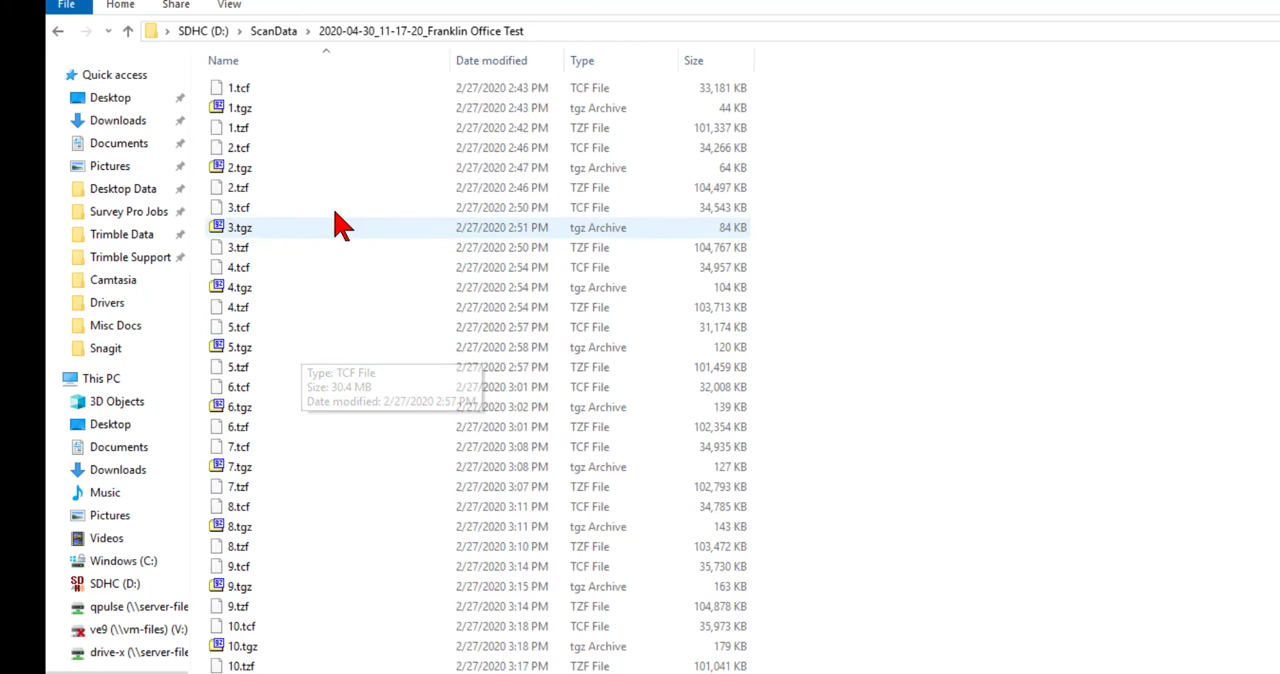 File Home Share View
SDHC (D:) › ScanData › 2020-04-30_11-17-20_Franklin Office Test
Name Date modified Type Size
Quick access
Desktop
Downloads
Documents
Pictures
Desktop Data
Survey Pro Jobs
Trimble Data
Trimble Support
Camtasia
Drivers
Misc Docs
Snagit
This PC
3D Objects
Desktop
Documents
Downloads
Music
Pictures
Videos
Windows (C:)
SDHC (D:)
qpulse (\\server-file
ve9 (\\vm-files) (V:)
drive-x (\\server-file
1.tcf 2/27/2020 2:43 PM TCF File 33,181 KB
1.tgz 2/27/2020 2:43 PM tgz Archive 44 KB
1.tzf 2/27/2020 2:42 PM TZF File 101,337 KB
2.tcf 2/27/2020 2:46 PM TCF File 34,266 KB
2.tgz 2/27/2020 2:47 PM tgz Archive 64 KB
2.tzf 2/27/2020 2:46 PM TZF File 104,497 KB
3.tcf 2/27/2020 2:50 PM TCF File 34,543 KB
3.tgz 2/27/2020 2:51 PM tgz Archive 84 KB
3.tzf 2/27/2020 2:50 PM TZF File 104,767 KB
4.tcf 2/27/2020 2:54 PM TCF File 34,957 KB
4.tgz 2/27/2020 2:54 PM tgz Archive 104 KB
4.tzf 2/27/2020 2:54 PM TZF File 103,713 KB
5.tcf 2/27/2020 2:57 PM TCF File 31,174 KB
5.tgz 2/27/2020 2:58 PM tgz Archive 120 KB
5.tzf 2/27/2020 2:57 PM TZF File 101,459 KB
6.tcf 2/27/2020 3:01 PM TCF File 32,008 KB
6.tgz 2/27/2020 3:02 PM tgz Archive 139 KB
6.tzf 2/27/2020 3:01 PM TZF File 102,354 KB
7.tcf 2/27/2020 3:08 PM TCF File 34,935 KB
7.tgz 2/27/2020 3:08 PM tgz Archive 127 KB
7.tzf 2/27/2020 3:07 PM TZF File 102,793 KB
8.tcf 2/27/2020 3:11 PM TCF File 34,785 KB
8.tgz 2/27/2020 3:11 PM tgz Archive 143 KB
8.tzf 2/27/2020 3:10 PM TZF File 103,472 KB
9.tcf 2/27/2020 3:14 PM TCF File 35,730 KB
9.tgz 2/27/2020 3:15 PM tgz Archive 163 KB
9.tzf 2/27/2020 3:14 PM TZF File 104,878 KB
10.tcf 2/27/2020 3:18 PM TCF File 35,973 KB
10.tgz 2/27/2020 3:18 PM tgz Archive 179 KB
10.tzf 2/27/2020 3:17 PM TZF File 101,041 KB
Type: TCF File
Size: 30.4 MB
Date modified: 2/27/2020 2:57 PM